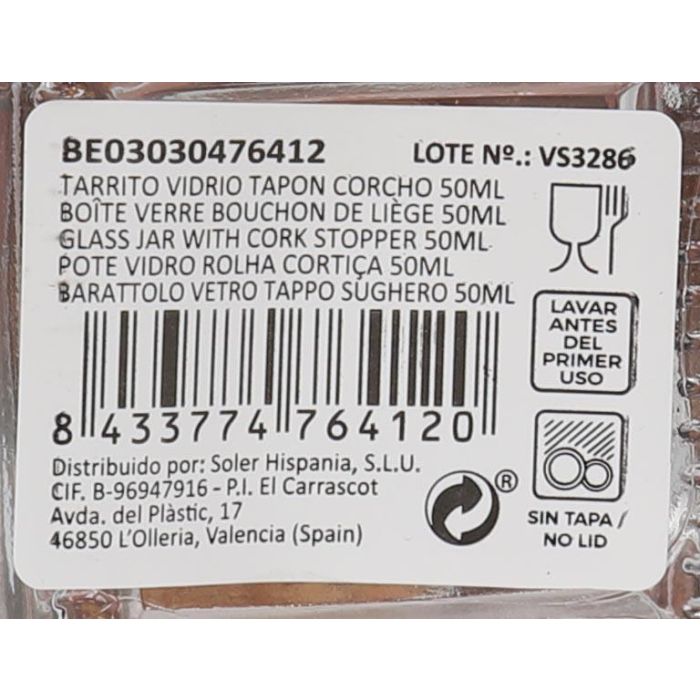 BE03030476412 LOTE Nº.: VS3286
TARRITO VIDRIO TAPON CORCHO 50ML
BOÎTE VERRE BOUCHON DE LIÈGE 50ML
GLASS JAR WITH CORK STOPPER 50ML
POTE VIDRO ROLHA CORTIÇA 50ML
BARATTOLO VETRO TAPPO SUGHERO 50ML
LAVAR
ANTES
DEL
PRIMER
USO
8 433774 764120
Distribuido por: Soler Hispania, S.L.U.
CIF. B-96947916 - P.I. El Carrascot
Avda. del Plàstic, 17
46850 L'Olleria, Valencia (Spain)
®
SIN TAPA /
NO LID